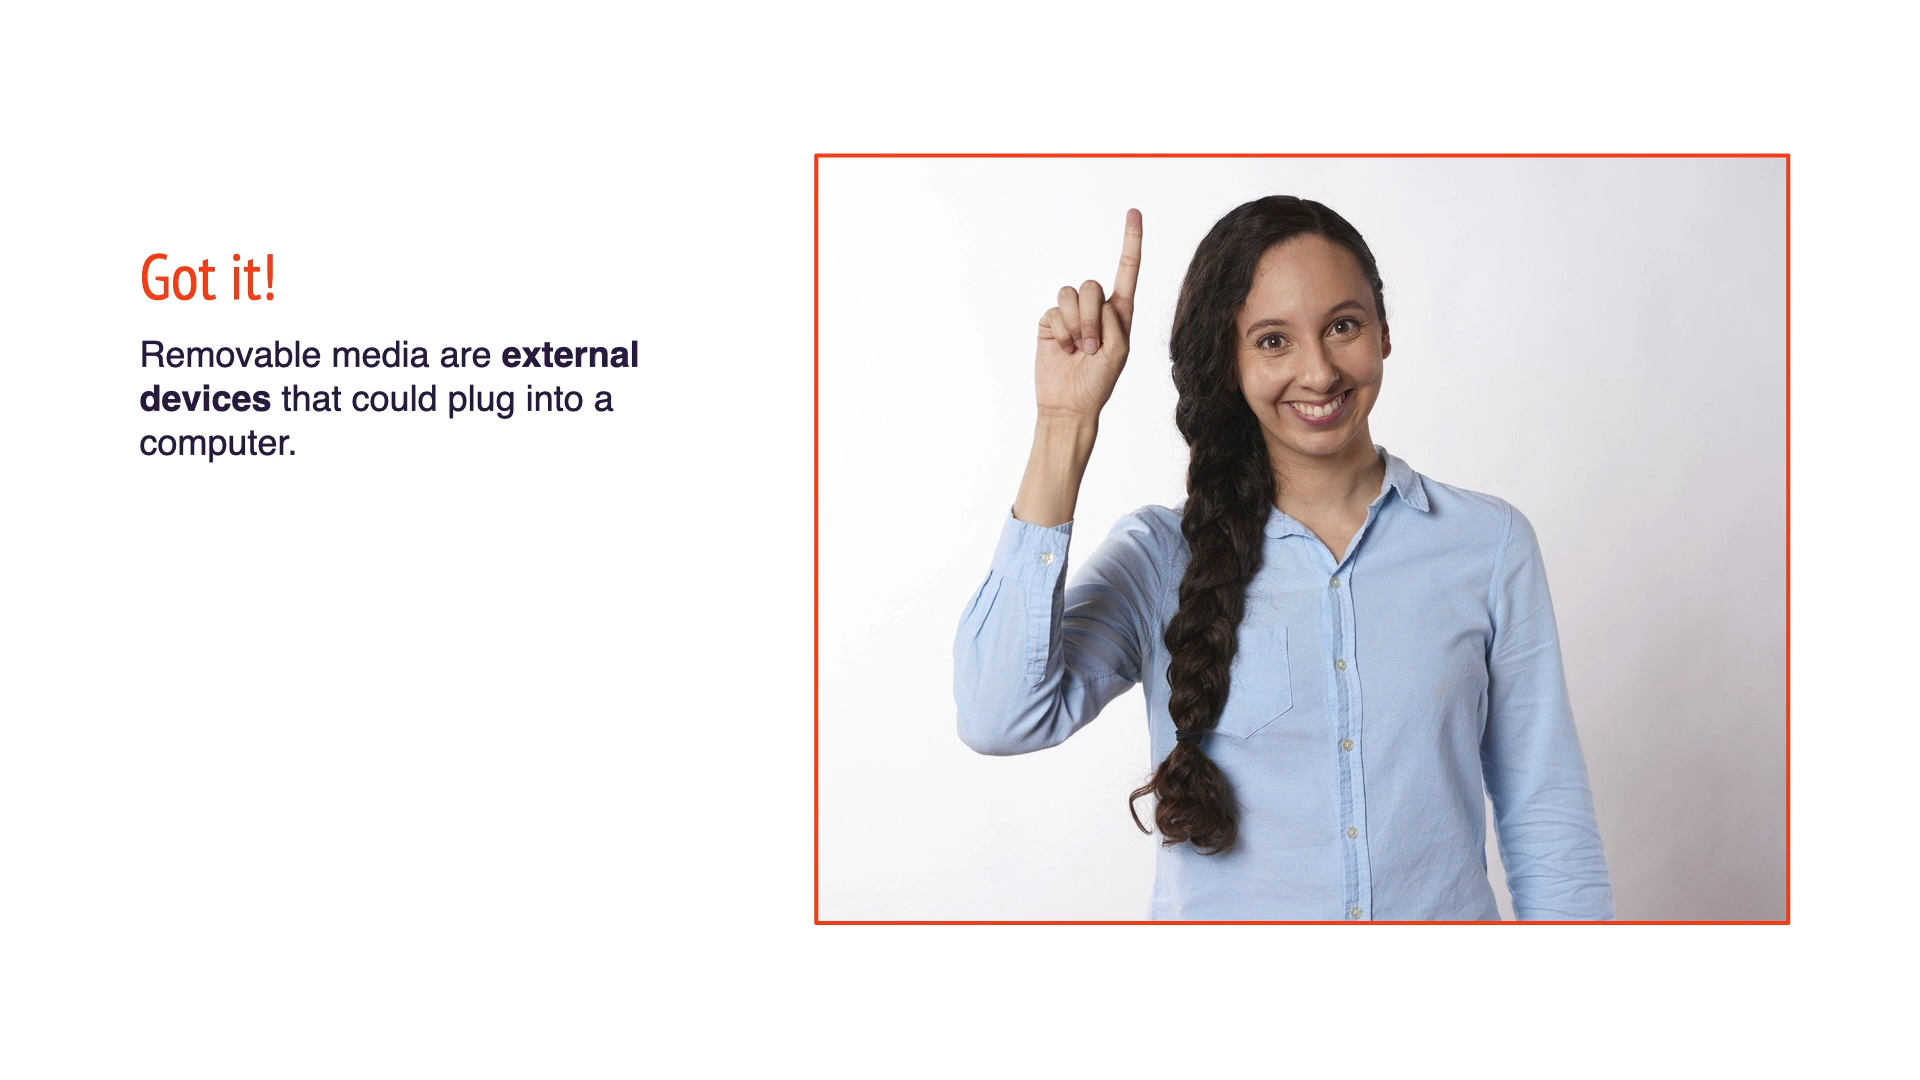 Got it!
Removable media are external
devices that could plug into a
computer.